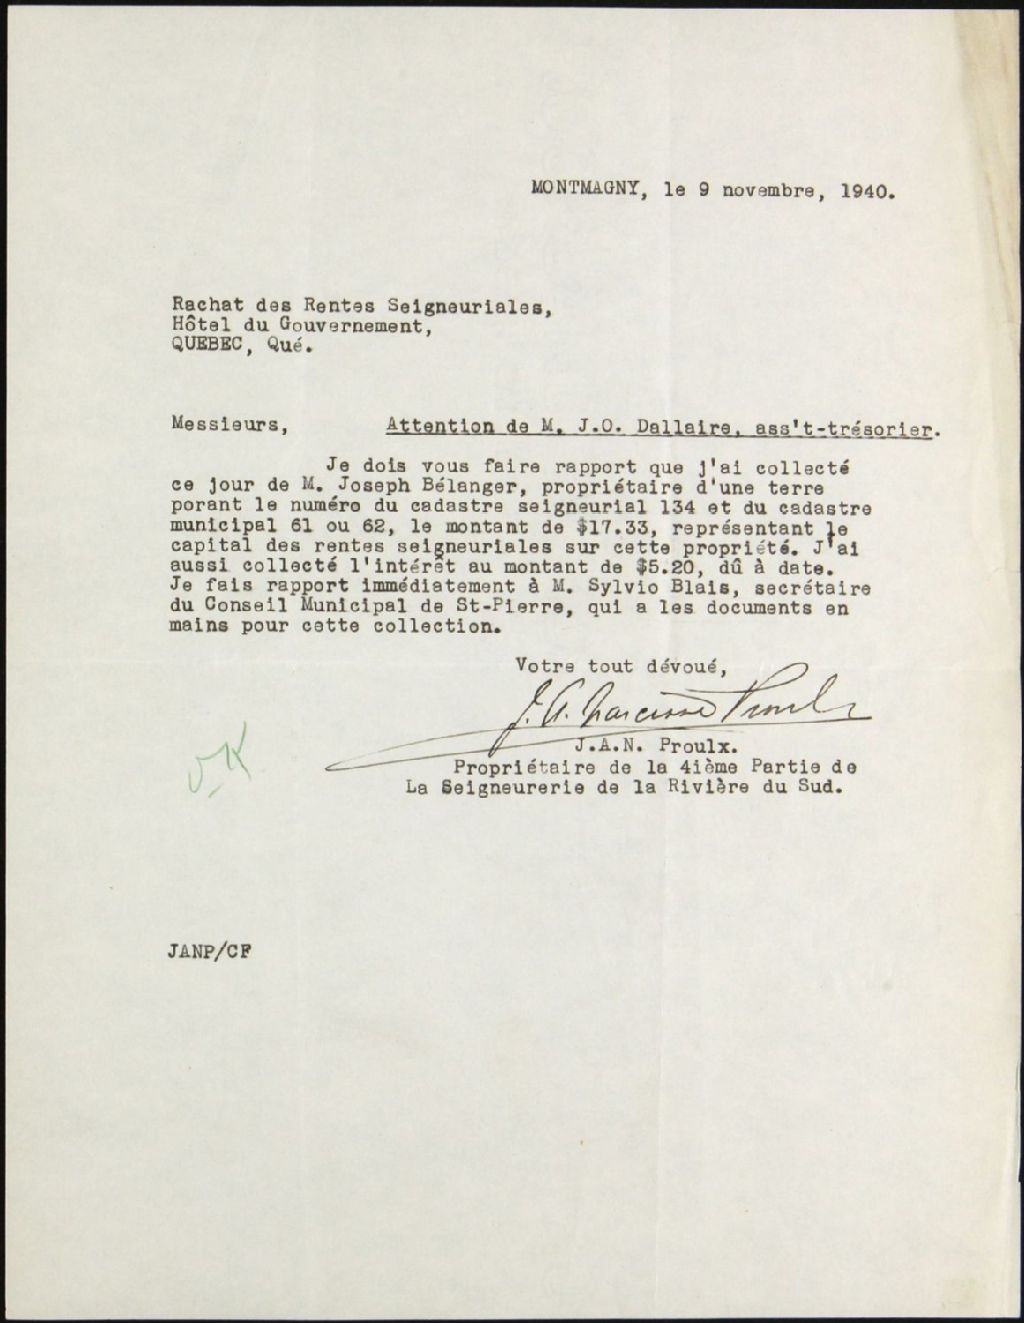 MONTMAGNY, le 9 novembre, 1940.
Rachat des Rentes Seigneuriales,
Hôtel du Gouvernement,
QUEBEC, Qué.
Messieurs, Attention de M. J.O. Dallaire, ass't-trésorier.
Je dois vous faire rapport que j'ai collecté
ce jour de M. Joseph Bélanger, propriétaire d'une terre
porant le numéro du cadastre seigneurial 134 et du cadastre
municipal 61 ou 62, le montant de $17.33, représentant le
capital des rentes seigneuriales sur cette propriété. J'ai
aussi collecté l'intérêt au montant de $5.20, dû à date.
Je fais rapport immédiatement à M. Sylvio Blais, secrétaire
du Conseil Municipal de St-Pierre, qui a les documents en
mains pour cette collection.
Votre tout dévoué,
J. A. Narcisse Proulx
J.A.N. Proulx.
Propriétaire de la 4ième Partie de
La Seigneurerie de la Rivière du Sud.
JANP/CF